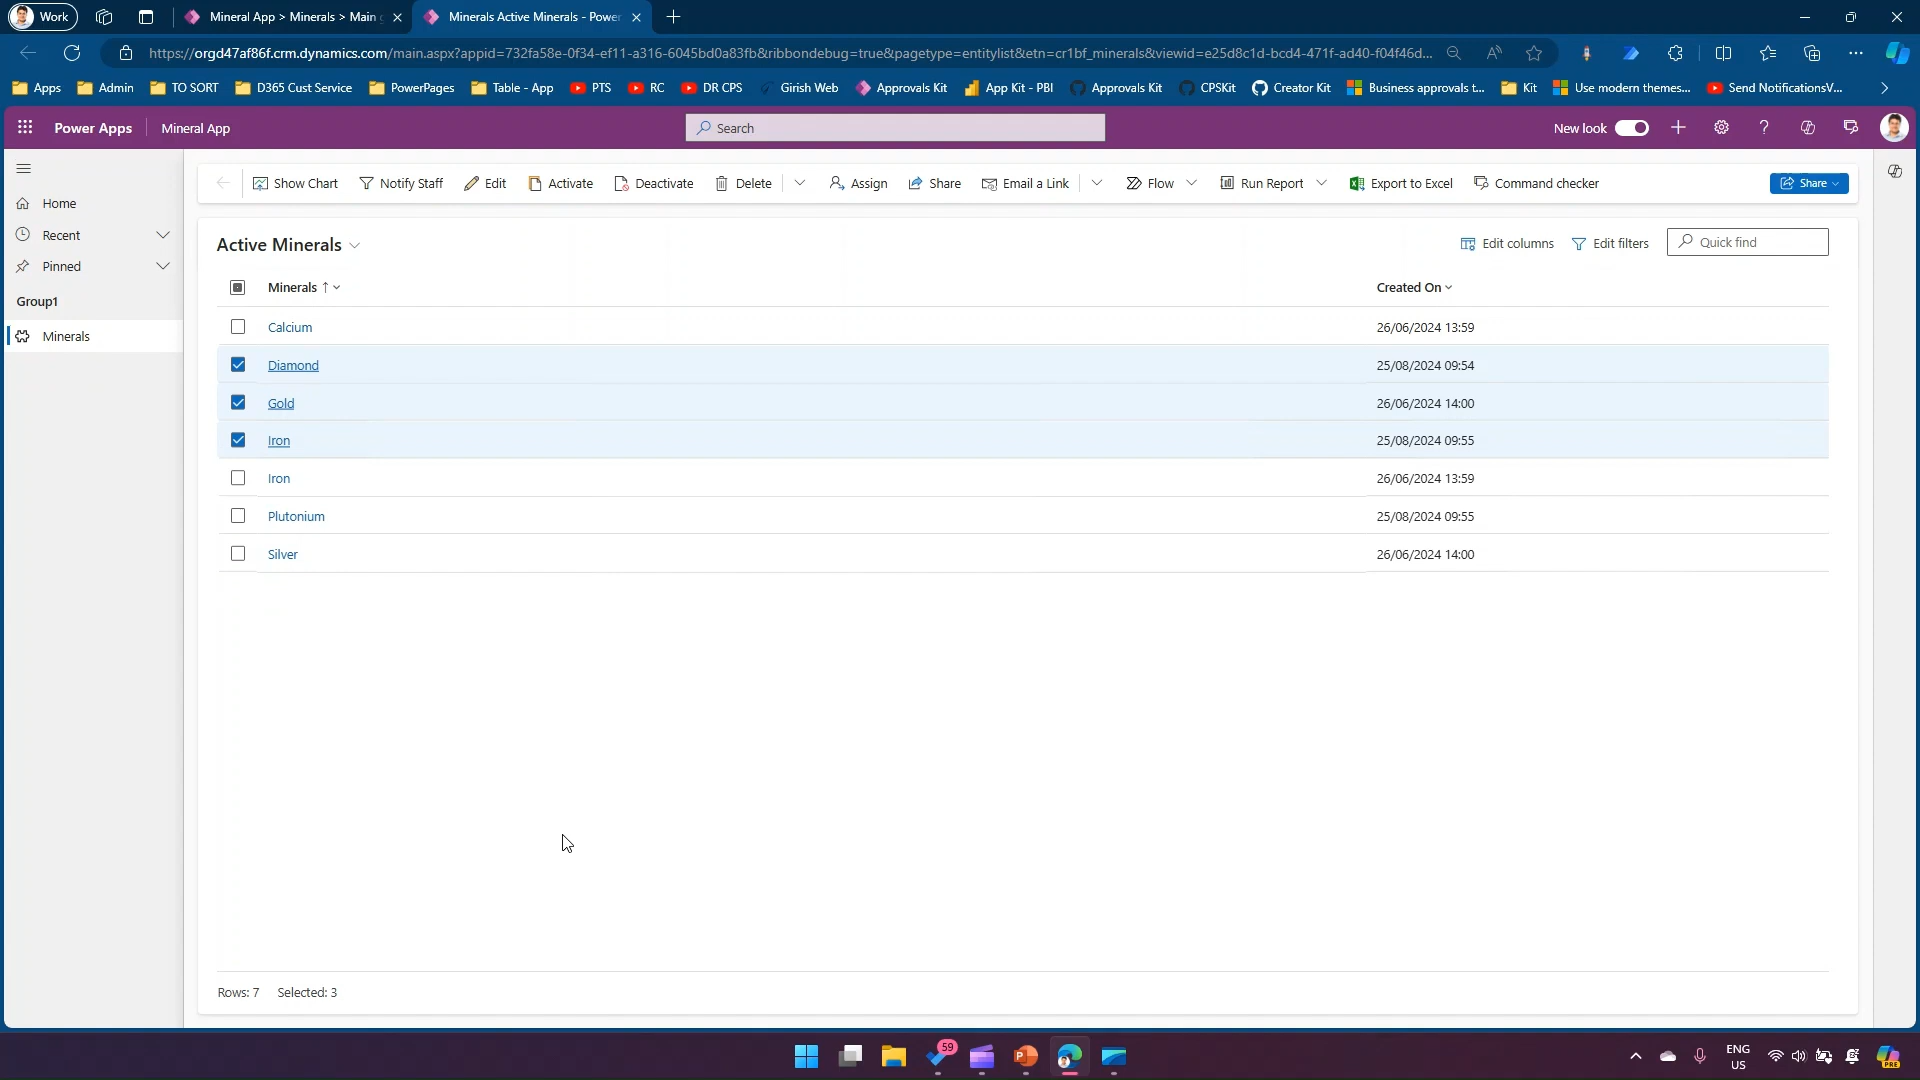 Work
Mineral App > Minerals > Main
Minerals Active Minerals - Power
https://orgd47af86f.crm.dynamics.com/main.aspx?appid=732fa58e-0f34-ef11-a316-6045bd0a83fb&ribbondebug=true&pagetype=entitylist&etn=cr1bf_minerals&viewid=e25d8c1d-bcd4-471f-ad40-f04f46d...
Apps Admin TO SORT D365 Cust Service PowerPages Table - App PTS RC DR CPS Girish Web Approvals Kit App Kit - PBI Approvals Kit CPSKit Creator Kit Business approvals t... Kit Use modern themes... Send NotificationsV...
Power Apps Mineral App Search New look
Show Chart Notify Staff Edit Activate Deactivate Delete Assign Share Email a Link Flow Run Report Export to Excel Command checker Share
Home
Recent
Pinned
Group1
Minerals
Active Minerals Edit columns Edit filters Quick find
Minerals Created On
Calcium 26/06/2024 13:59
Diamond 25/08/2024 09:54
Gold 26/06/2024 14:00
Iron 25/08/2024 09:55
Iron 26/06/2024 13:59
Plutonium 25/08/2024 09:55
Silver 26/06/2024 14:00
Rows: 7 Selected: 3
59
ENG
US
PRE